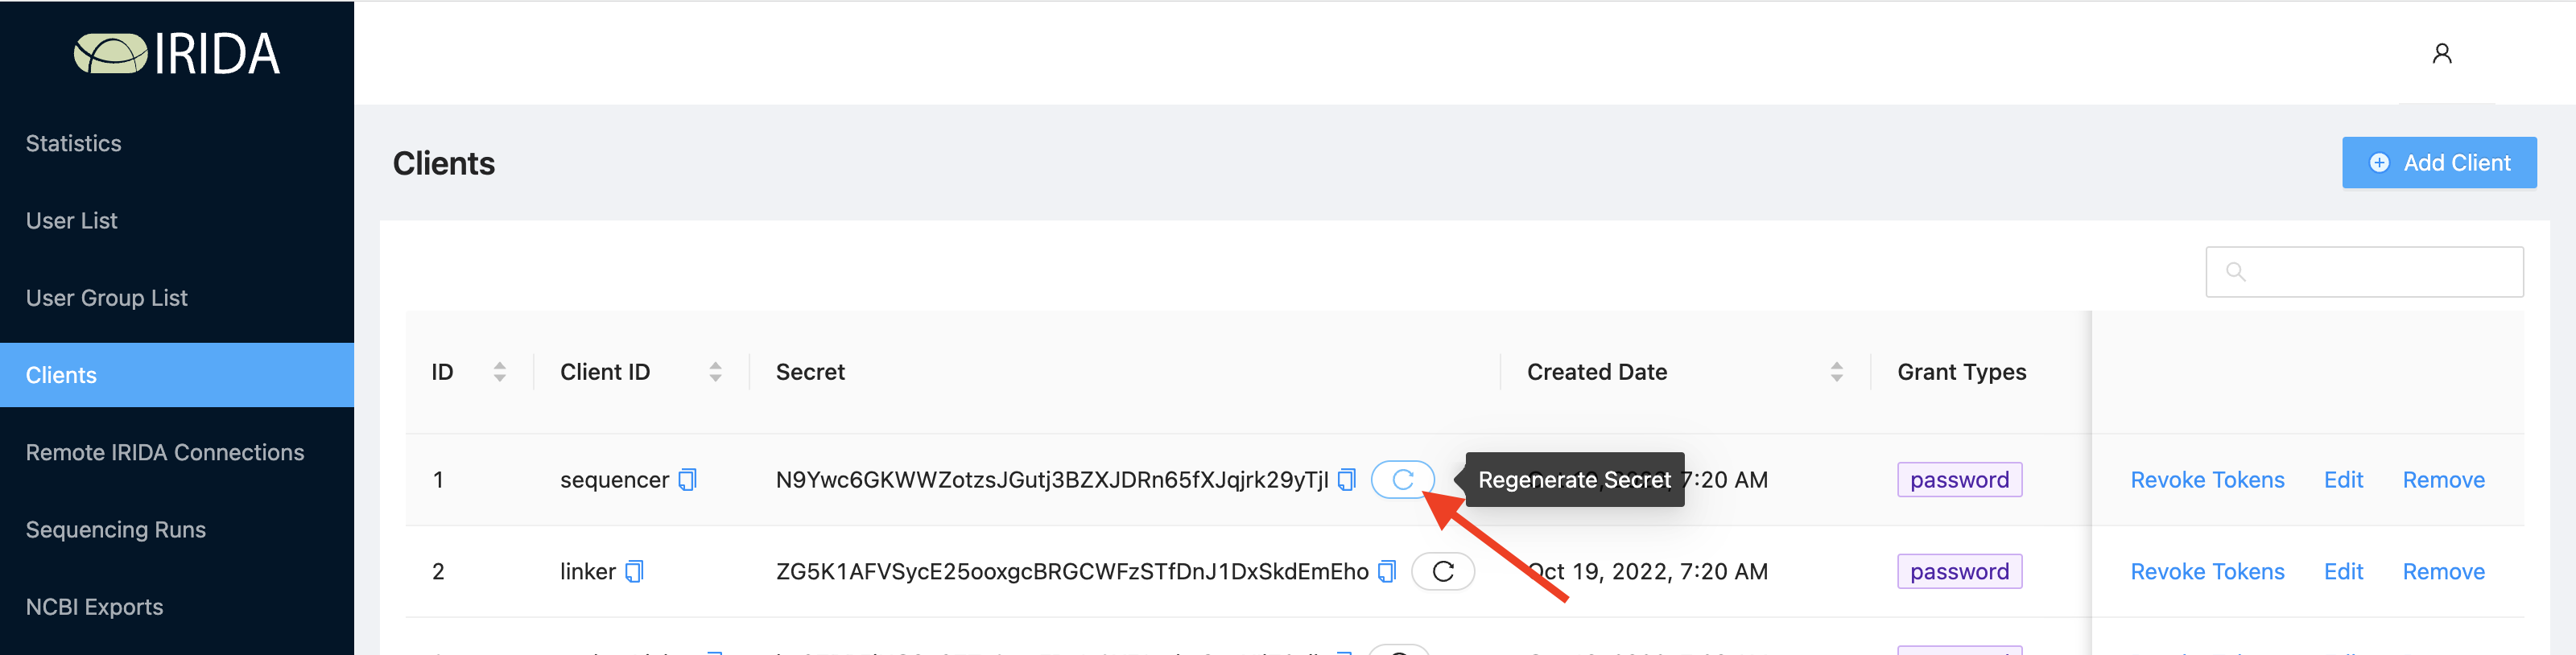 IRIDA
Statistics
User List
User Group List
Clients
Remote IRIDA Connections
Sequencing Runs
NCBI Exports
Clients
Add Client
ID Client ID Secret Created Date Grant Types
1 sequencer N9Ywc6GKWWZotzsJGutj3BZXJDRn65fXJqjrk29yTjI Regenerate Secret 7:20 AM password Revoke Tokens Edit Remove
2 linker ZG5K1AFVSycE25ooxgcBRGCWFzSTfDnJ1DxSkdEmEho Oct 19, 2022, 7:20 AM password Revoke Tokens Edit Remove